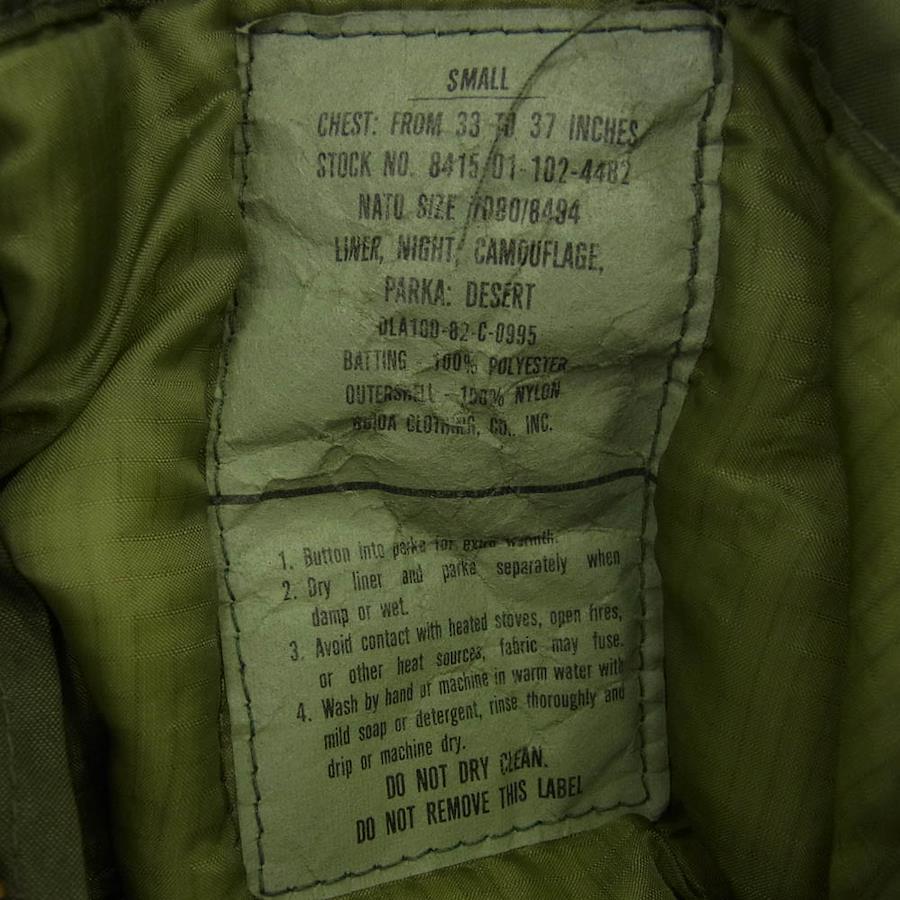 SMALL
CHEST: FROM 33 TO 37 INCHES
STOCK NO. 8415-01-102-4482
NATO SIZE 7080/8494
LINER, NIGHT, CAMOUFLAGE,
PARKA: DESERT
DLA100-82-C-0995
BATTING - 100% POLYESTER
OUTERSHELL - 100% NYLON
CLOTHING, CO., INC.
1. Button into parka for extra warmth.
2. Dry liner and parka separately when
damp or wet.
3. Avoid contact with heated stoves, open fires,
or other heat sources, fabric may fuse.
4. Wash by hand or machine in warm water with
mild soap or detergent, rinse thoroughly and
drip or machine dry.
DO NOT DRY CLEAN.
DO NOT REMOVE THIS LABEL